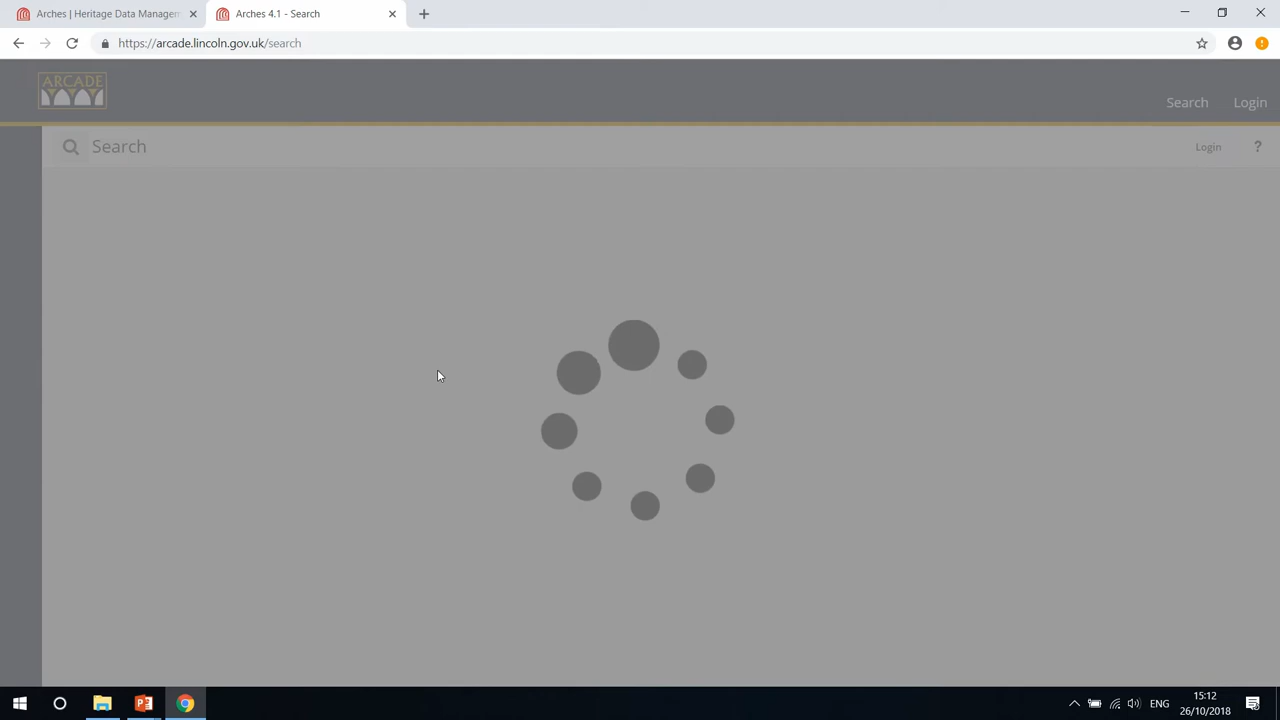 Arches | Heritage Data Managem
Arches 4.1 - Search
https://arcade.lincoln.gov.uk/search
ARCADE
Search
Login
Search
Login
?
ENG
15:12
26/10/2018